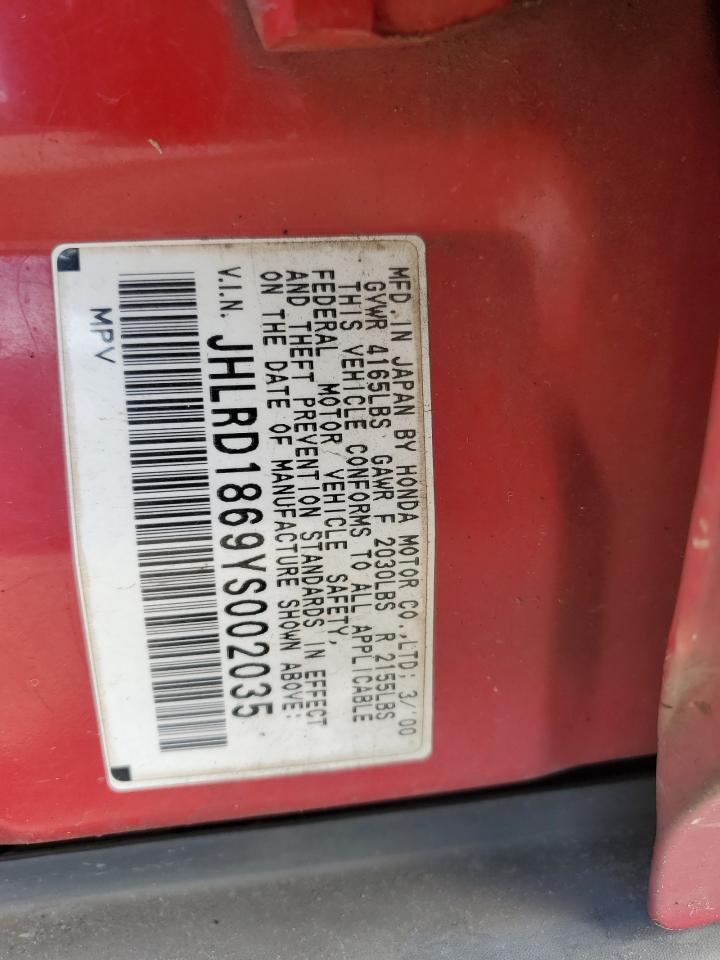 MFD. IN JAPAN BY HONDA MOTOR CO.,LTD; 3/'00
GVWR 4165LBS GAWR F 2030LBS R 2155LBS
THIS VEHICLE CONFORMS TO ALL APPLICABLE
FEDERAL MOTOR VEHICLE SAFETY,
AND THEFT PREVENTION STANDARDS IN EFFECT
ON THE DATE OF MANUFACTURE SHOWN ABOVE;
V.I.N. JHLRD1869YS002035
MPV